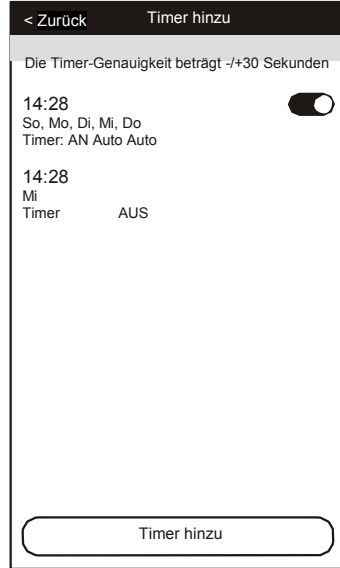 < Zurück Timer hinzu
Die Timer-Genauigkeit beträgt -/+30 Sekunden
14:28
So, Mo, Di, Mi, Do
Timer: AN Auto Auto
14:28
Mi
Timer AUS
Timer hinzu